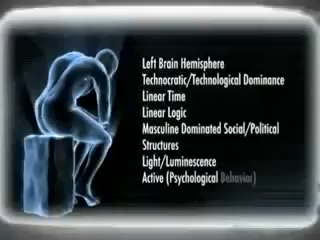 Left Brain Hemisphere
Technocratic/Technological Dominance
Linear Time
Linear Logic
Masculine Dominated Social/Political
Structures
Light/Luminescence
Active (Psychological Behavior)